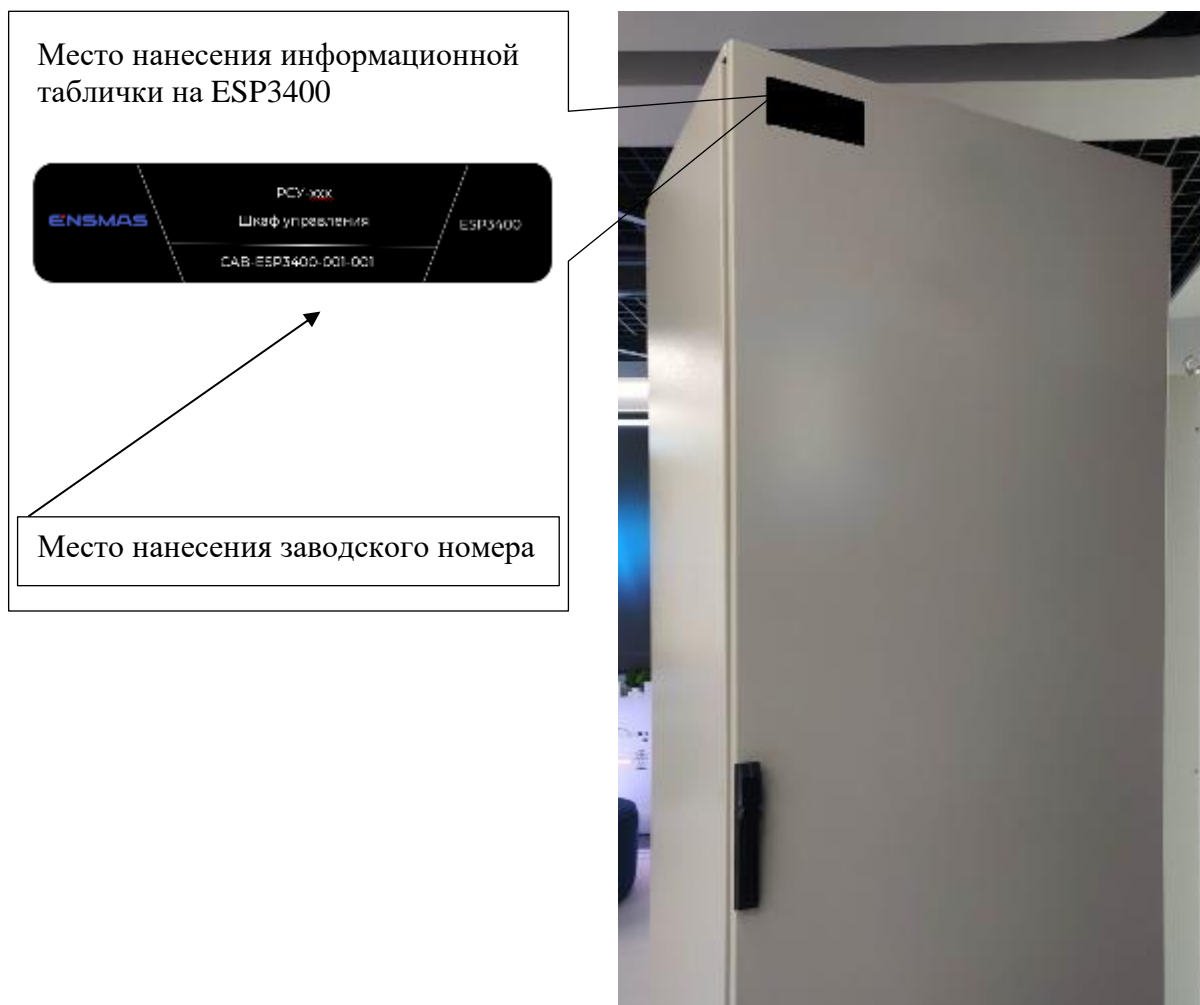 Место нанесения информационной
таблички на ESP3400
РСУ-xxx
ENSMAS
Шкаф управления
ESP3400
CAB-ESP3400-001-001
Место нанесения заводского номера